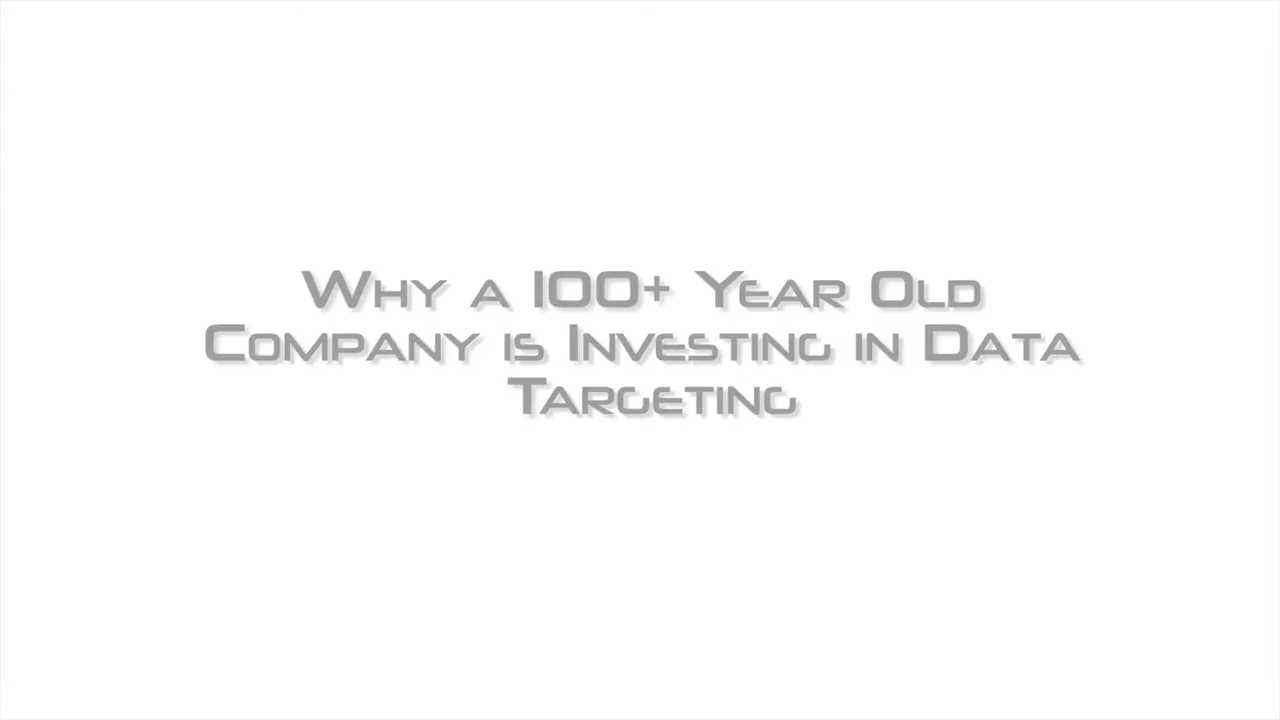 Why a 100+ Year Old
Company is Investing in Data
Targeting